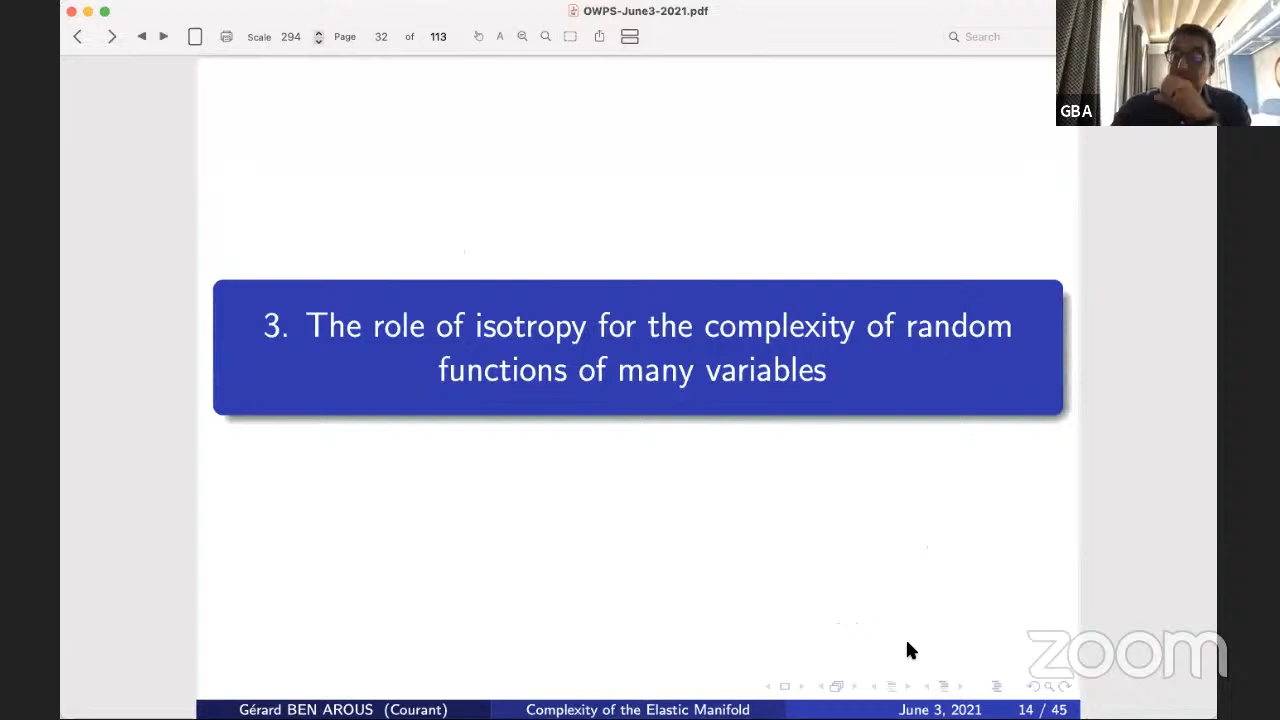 OWPS-June3-2021.pdf
Scale 294 Page 32 of 113
Search
GBA
3. The role of isotropy for the complexity of random
functions of many variables
zoom
Gérard BEN AROUS (Courant) Complexity of the Elastic Manifold June 3, 2021 14 / 45